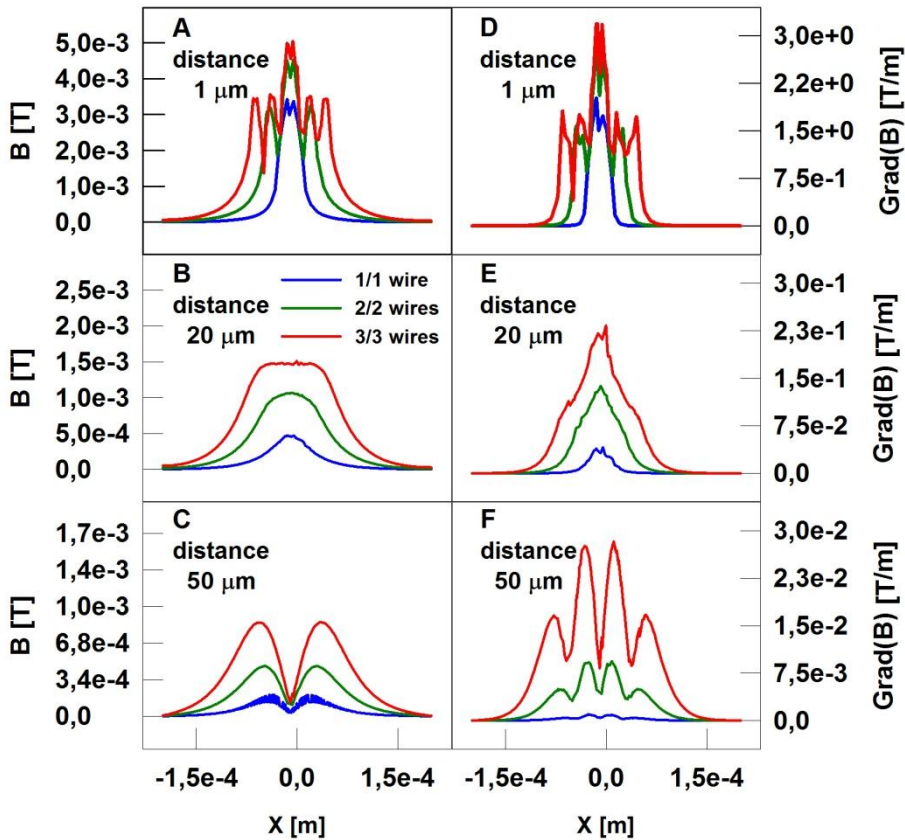 A
distance
1 μm
5,0e-3
4,0e-3
3,0e-3
2,0e-3
1,0e-3
0,0
B [T]
D
distance
1 μm
3,0e+0
2,2e+0
1,5e+0
7,5e-1
0,0
Grad(B) [T/m]
B
distance
20 μm
1/1 wire
2/2 wires
3/3 wires
2,5e-3
2,0e-3
1,5e-3
1,0e-3
5,0e-4
0,0
B [T]
E
distance
20 μm
3,0e-1
2,3e-1
1,5e-1
7,5e-2
0,0
Grad(B) [T/m]
C
distance
50 μm
1,7e-3
1,4e-3
1,0e-3
6,8e-4
3,4e-4
0,0
B [T]
F
distance
50 μm
3,0e-2
2,3e-2
1,5e-2
7,5e-3
0,0
Grad(B) [T/m]
-1,5e-4 0,0 1,5e-4
X [m]
-1,5e-4 0,0 1,5e-4
X [m]